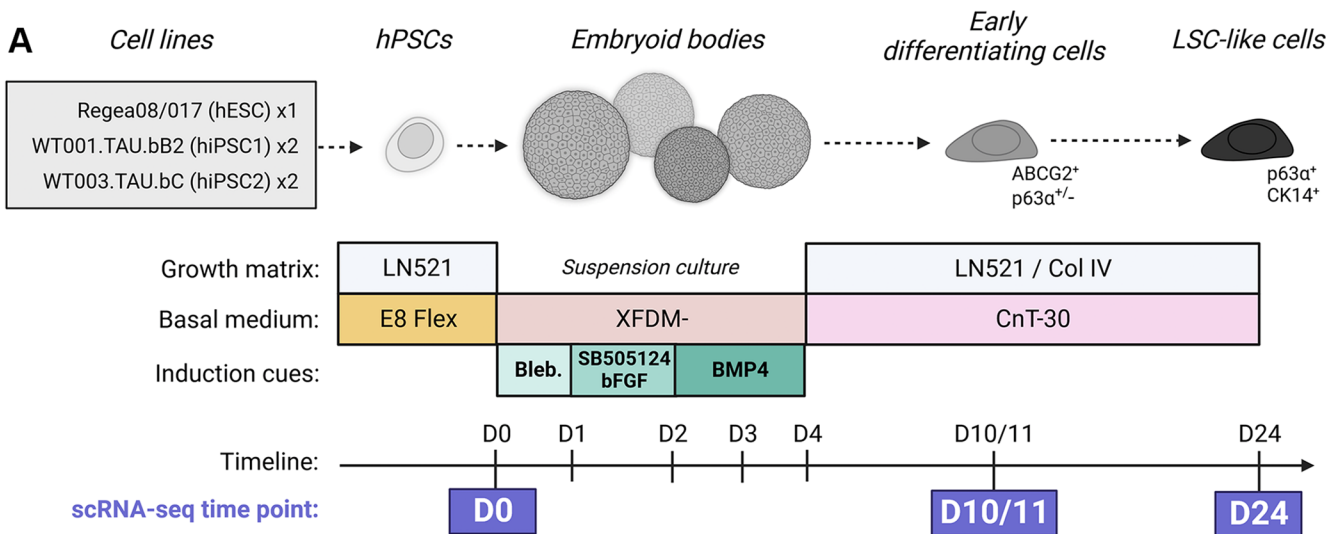 A
Cell lines
hPSCs
Embryoid bodies
Early
differentiating cells
LSC-like cells
Regea08/017 (hESC) x1
WT001.TAU.bB2 (hiPSC1) x2
WT003.TAU.bC (hiPSC2) x2
ABCG2⁺
p63α⁺/-
p63α⁺
CK14⁺
Growth matrix:
LN521
Suspension culture
LN521 / Col IV
Basal medium:
E8 Flex
XFDM-
CnT-30
Induction cues:
Bleb.
SB505124
bFGF
BMP4
Timeline:
D0
D1
D2
D3
D4
D10/11
D24
scRNA-seq time point:
D0
D10/11
D24